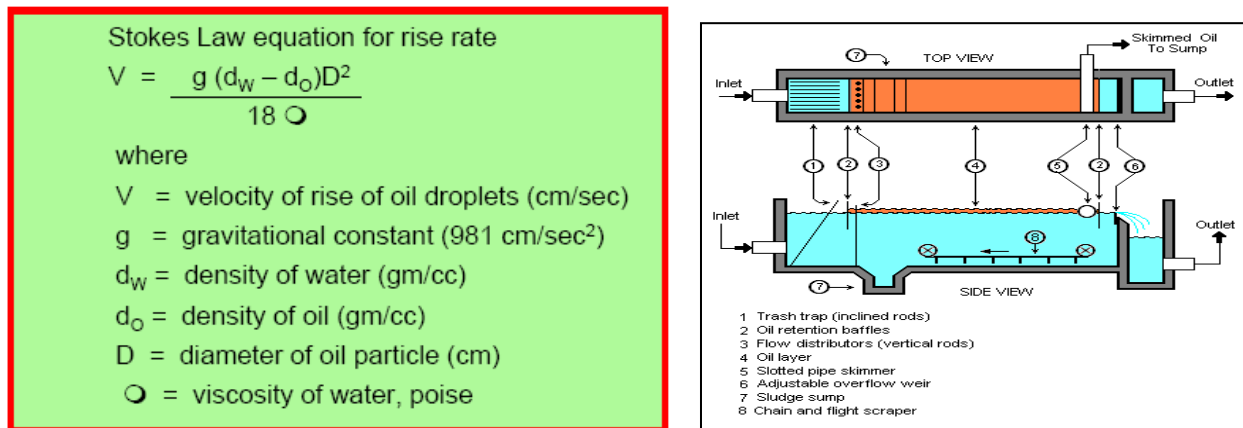 Stokes Law equation for rise rate
V = g (dW – dO)D²
18 ❍
where
V = velocity of rise of oil droplets (cm/sec)
g = gravitational constant (981 cm/sec²)
dW = density of water (gm/cc)
dO = density of oil (gm/cc)
D = diameter of oil particle (cm)
❍ = viscosity of water, poise
Skimmed Oil
To Sump
7
TOP VIEW
Inlet
Outlet
1
2
3
4
5
2
6
Inlet
Outlet
8
7
SIDE VIEW
1 Trash trap (inclined rods)
2 Oil retention baffles
3 Flow distributors (vertical rods)
4 Oil layer
5 Slotted pipe skimmer
6 Adjustable overflow weir
7 Sludge sump
8 Chain and flight scraper